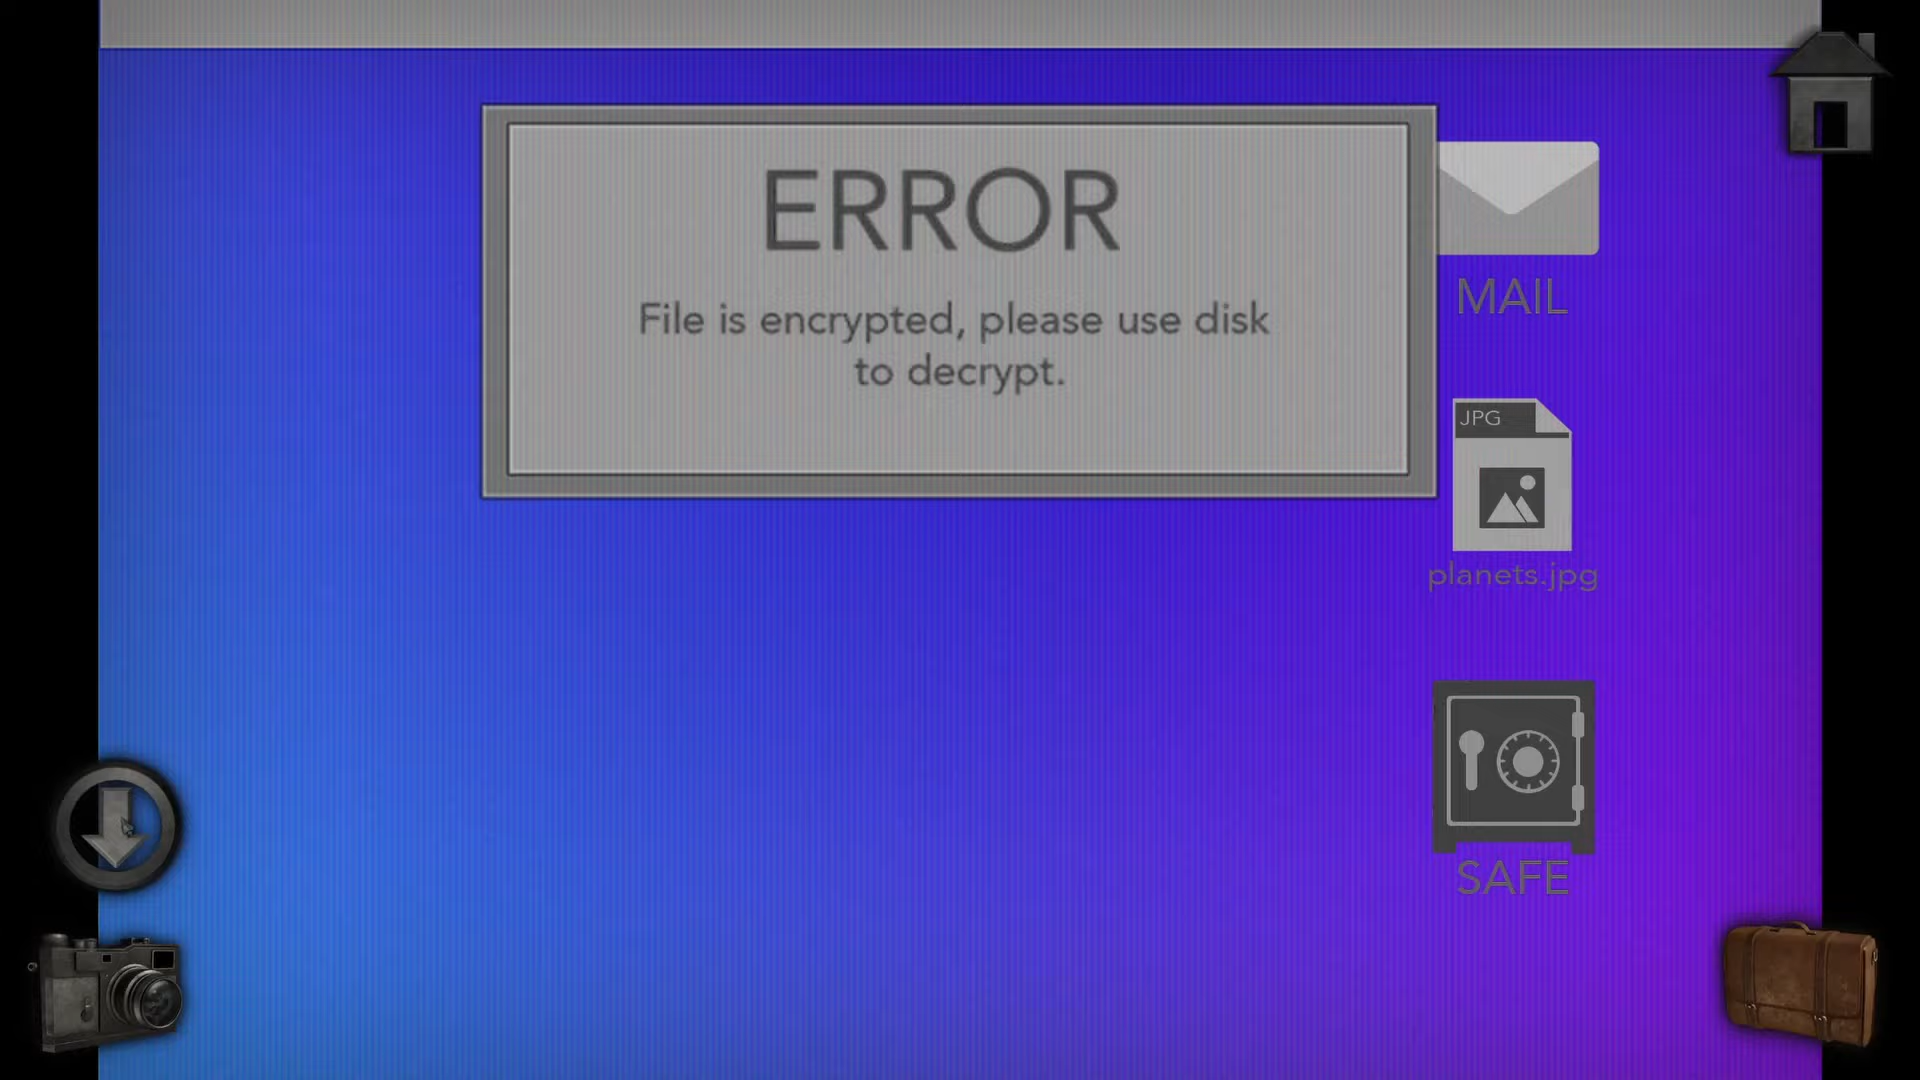 ERROR
File is encrypted, please use disk
to decrypt.
MAIL
JPG
planets.jpg
SAFE